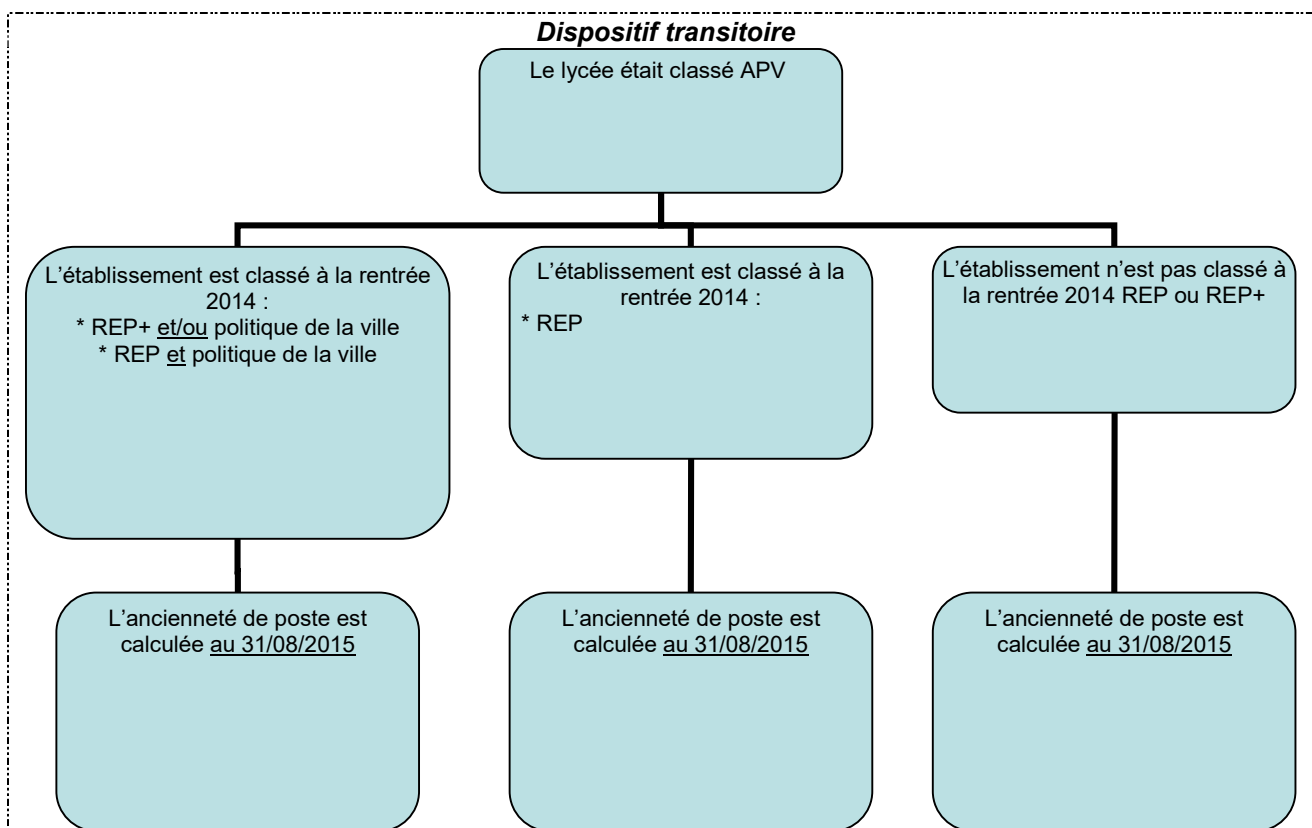 Dispositif transitoire
Le lycée était classé APV
L’établissement est classé à la rentrée
2014 :
* REP+ et/ou politique de la ville
* REP et politique de la ville
L’établissement est classé à la
rentrée 2014 :
* REP
L’établissement n’est pas classé à
la rentrée 2014 REP ou REP+
L’ancienneté de poste est
calculée au 31/08/2015
L’ancienneté de poste est
calculée au 31/08/2015
L’ancienneté de poste est
calculée au 31/08/2015